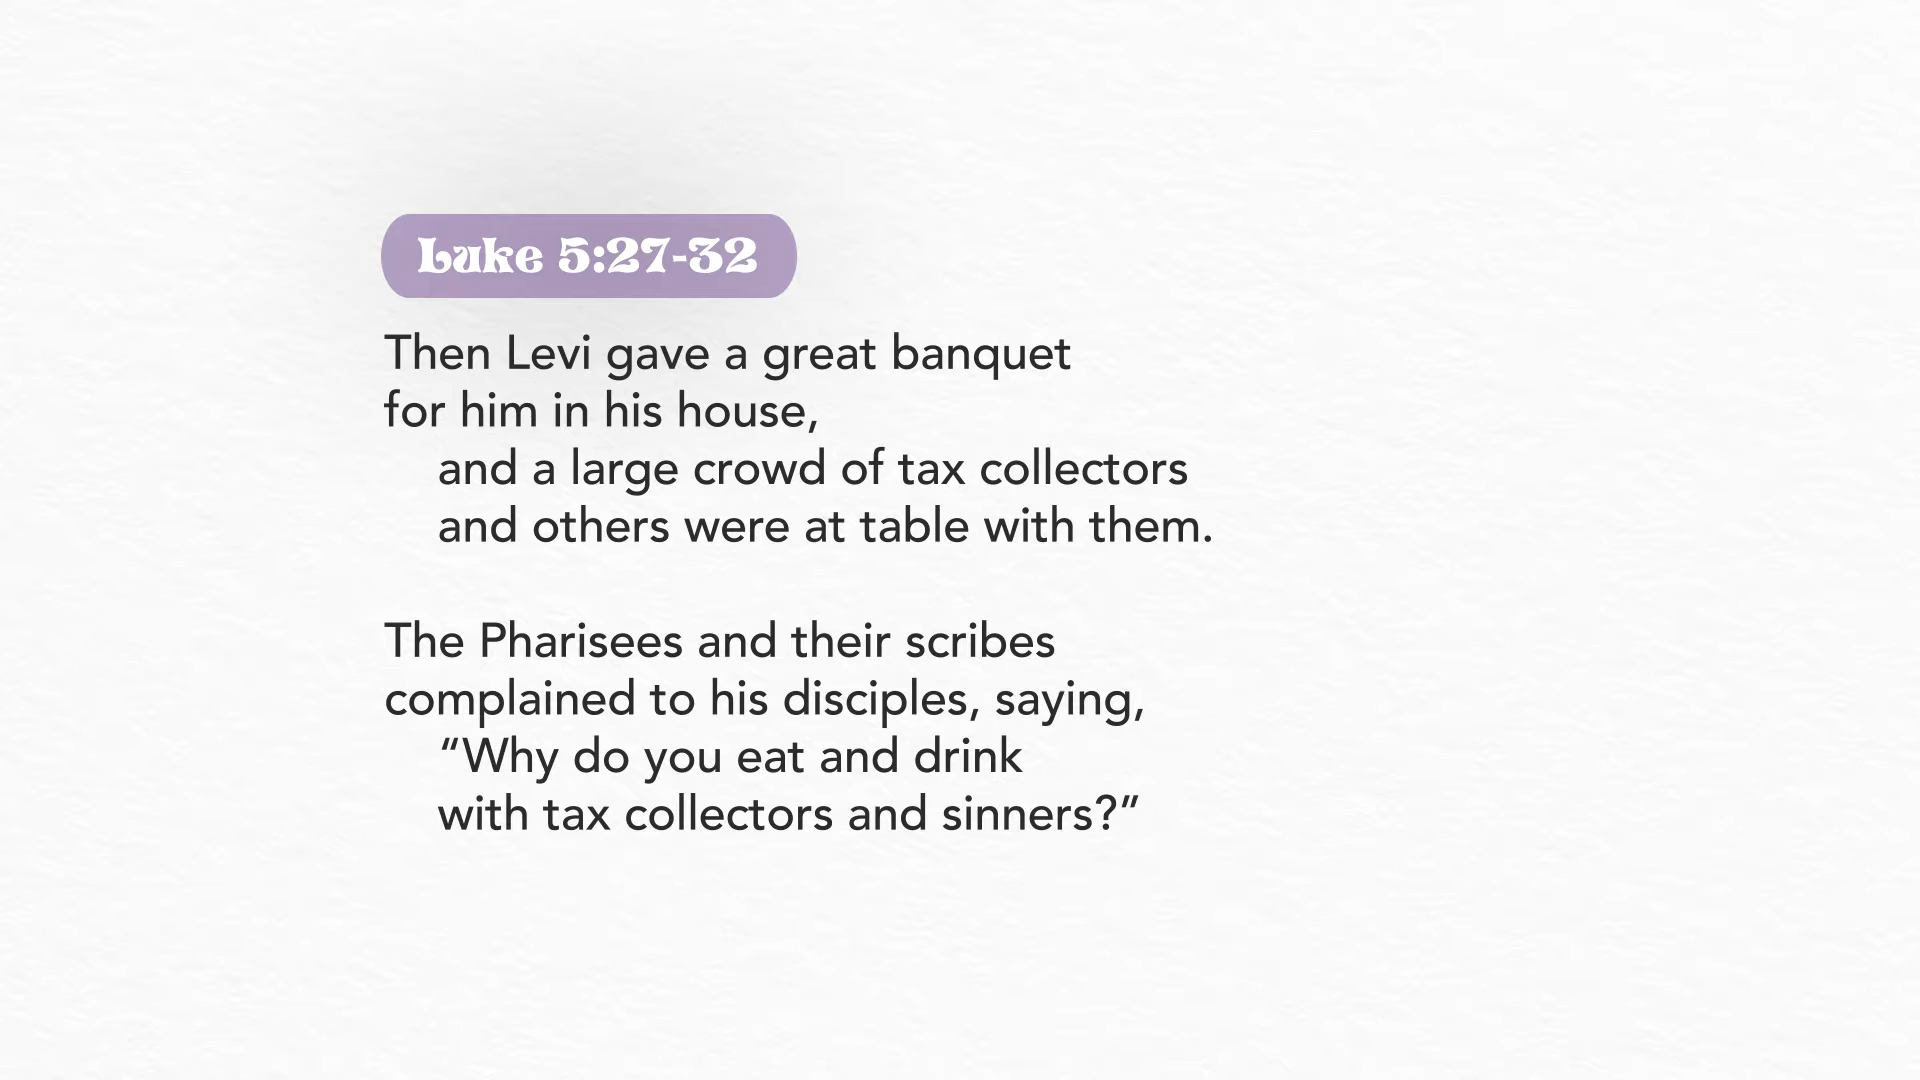 Luke 5:27-32
Then Levi gave a great banquet
for him in his house,
and a large crowd of tax collectors
and others were at table with them.
The Pharisees and their scribes
complained to his disciples, saying,
“Why do you eat and drink
with tax collectors and sinners?”